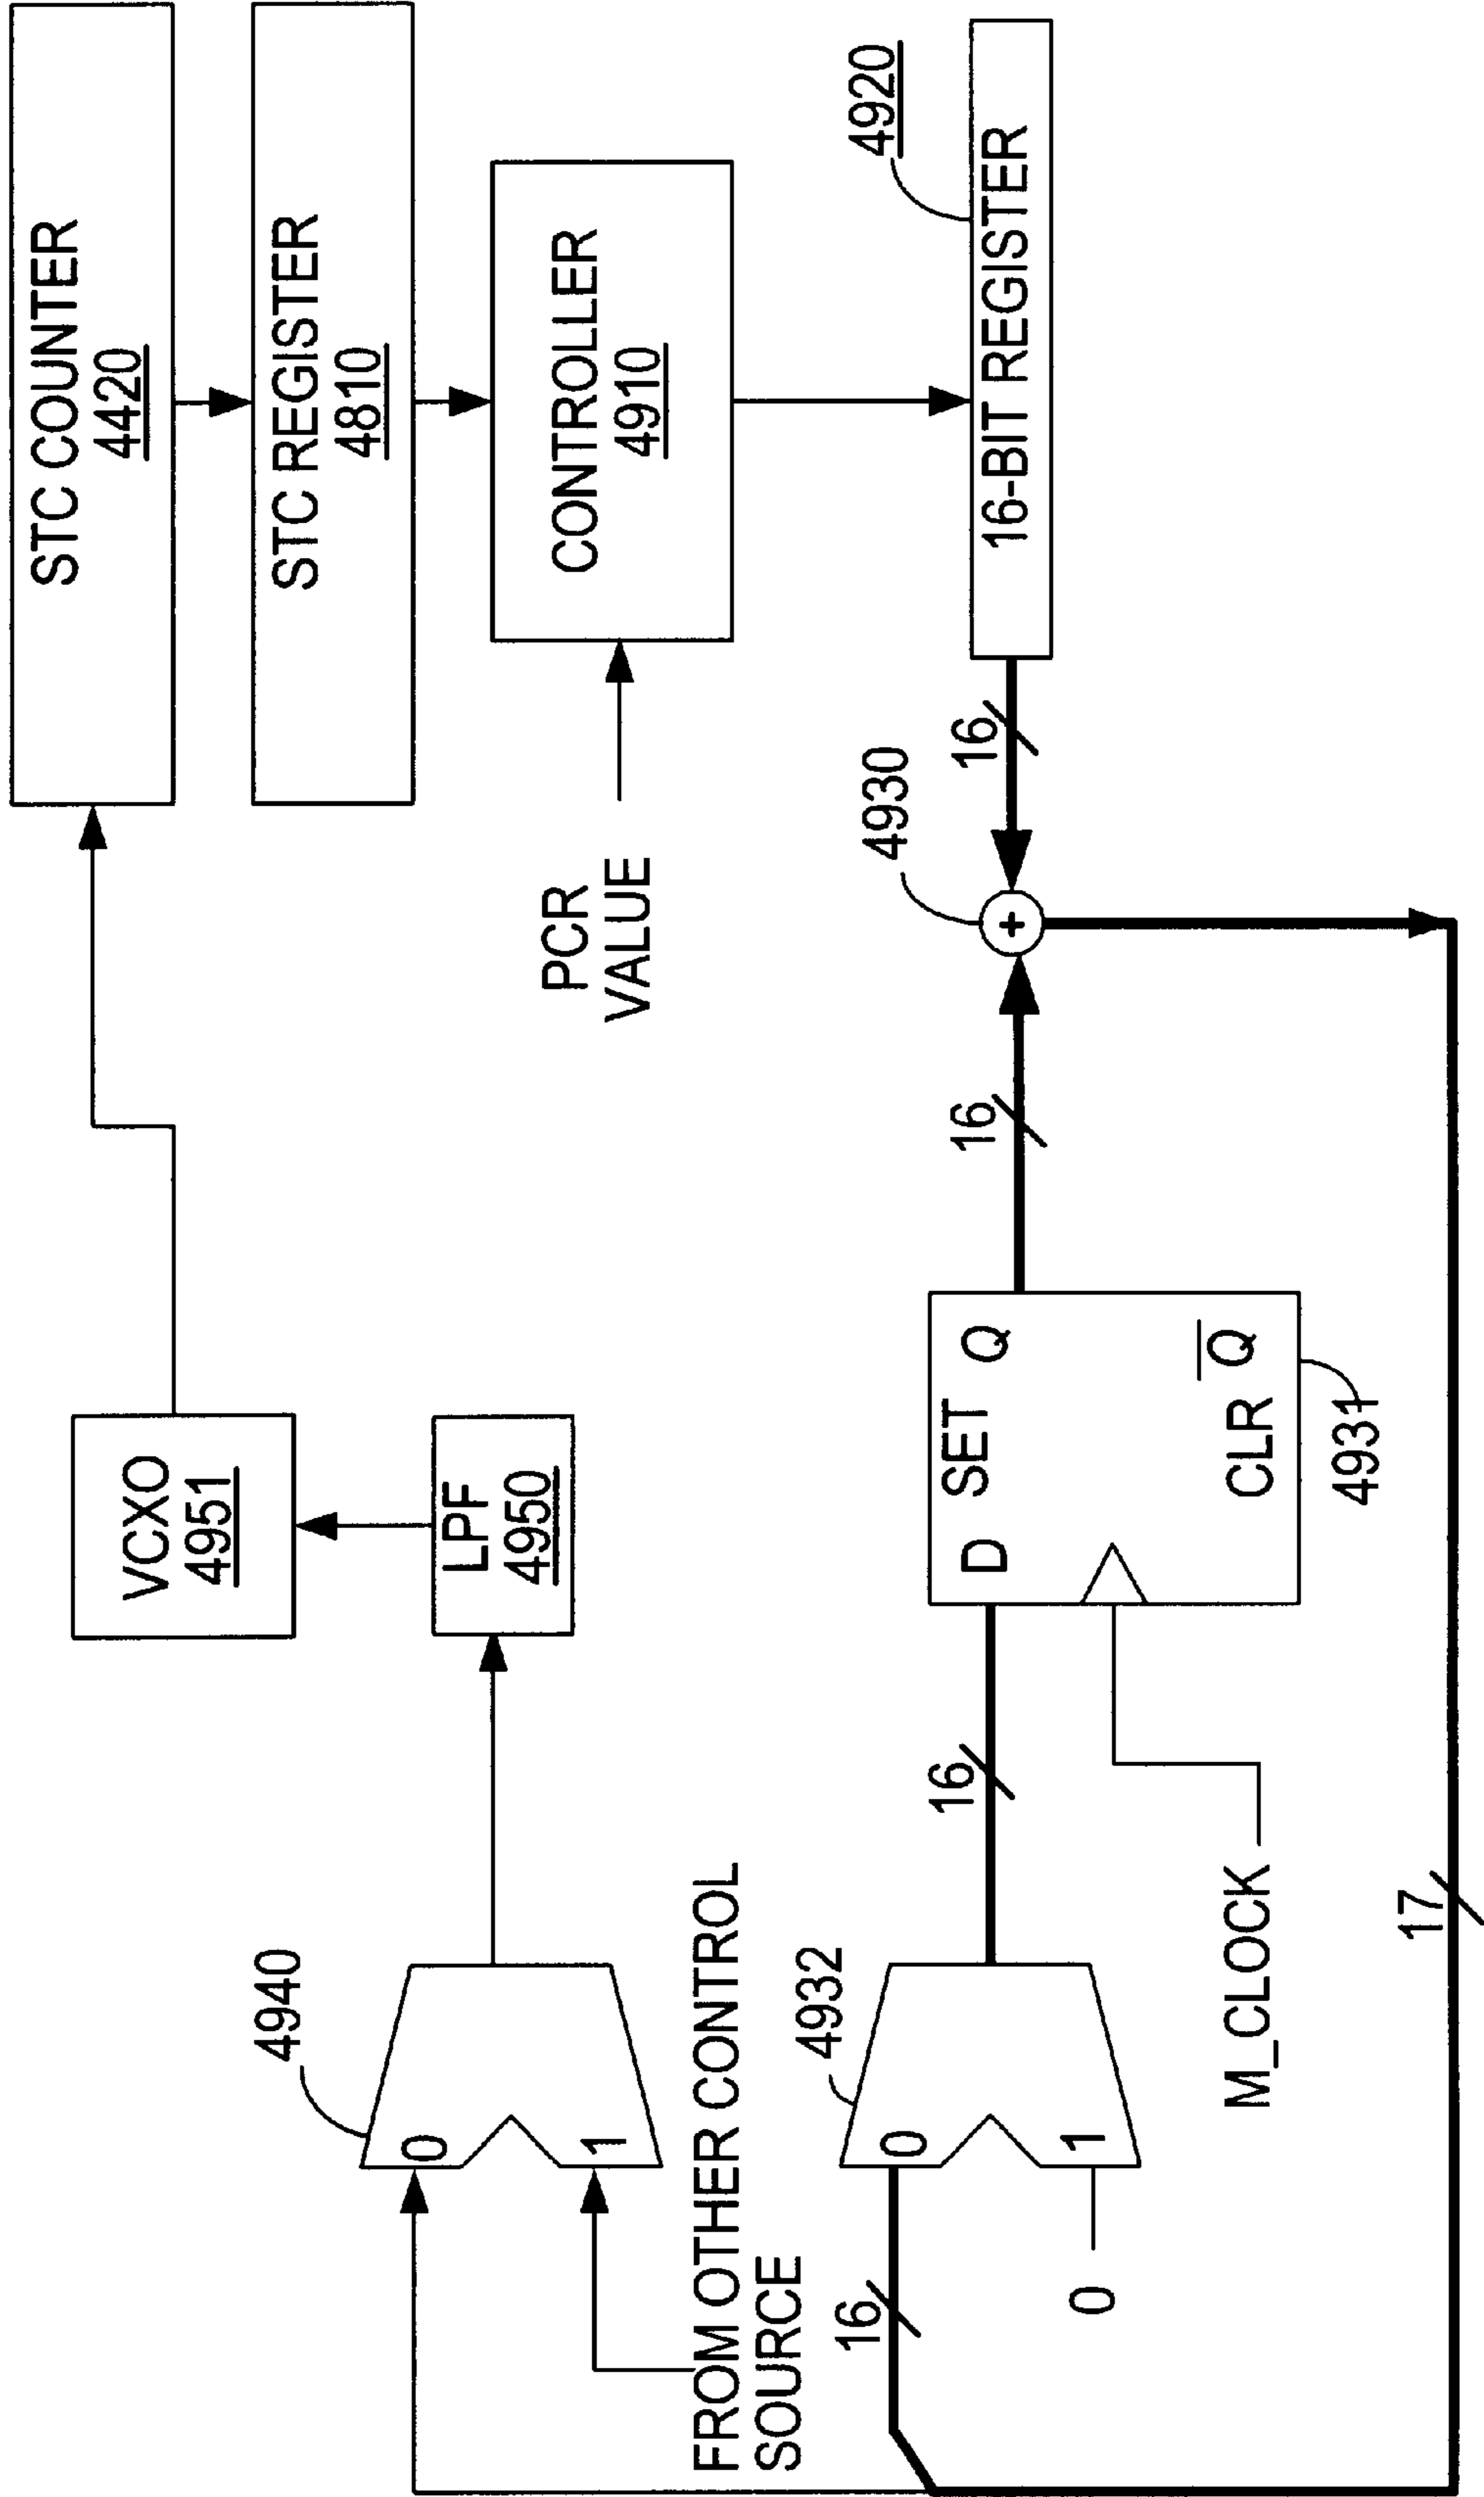 STC COUNTER
4420
STC REGISTER
4810
CONTROLLER
4910
PCR
VALUE
16-BIT REGISTER
4920
16
4930
16
VCXO
4951
LPF
4950
4940
0
1
FROM OTHER CONTROL
SOURCE
4932
0
1
16
0
16
D SET Q
CLR Q̅
4931
M_CLOCK
17
+